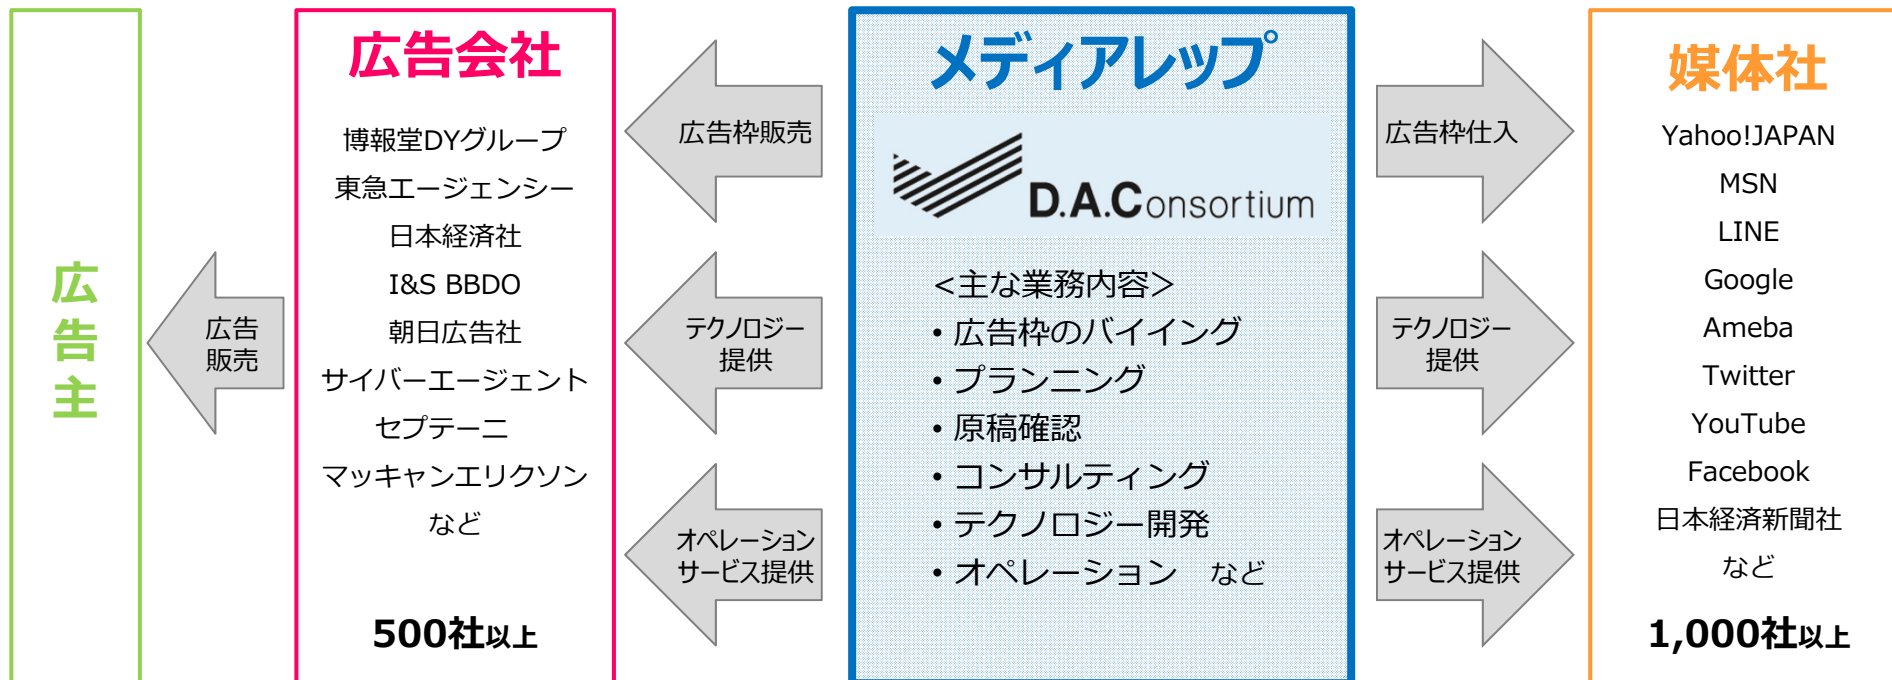 広告主
広告
販売
広告会社
博報堂DYグループ
東急エージェンシー
日本経済社
I&S BBDO
朝日広告社
サイバーエージェント
セプテーニ
マッキャンエリクソン
など
500社以上
広告枠販売
テクノロジー
提供
オペレーション
サービス提供
メディアレップ
D.A.Consortium
<主な業務内容>
・広告枠のバイイング
・プランニング
・原稿確認
・コンサルティング
・テクノロジー開発
・オペレーション　など
広告枠仕入
テクノロジー
提供
オペレーション
サービス提供
媒体社
Yahoo!JAPAN
MSN
LINE
Google
Ameba
Twitter
YouTube
Facebook
日本経済新聞社
など
1,000社以上